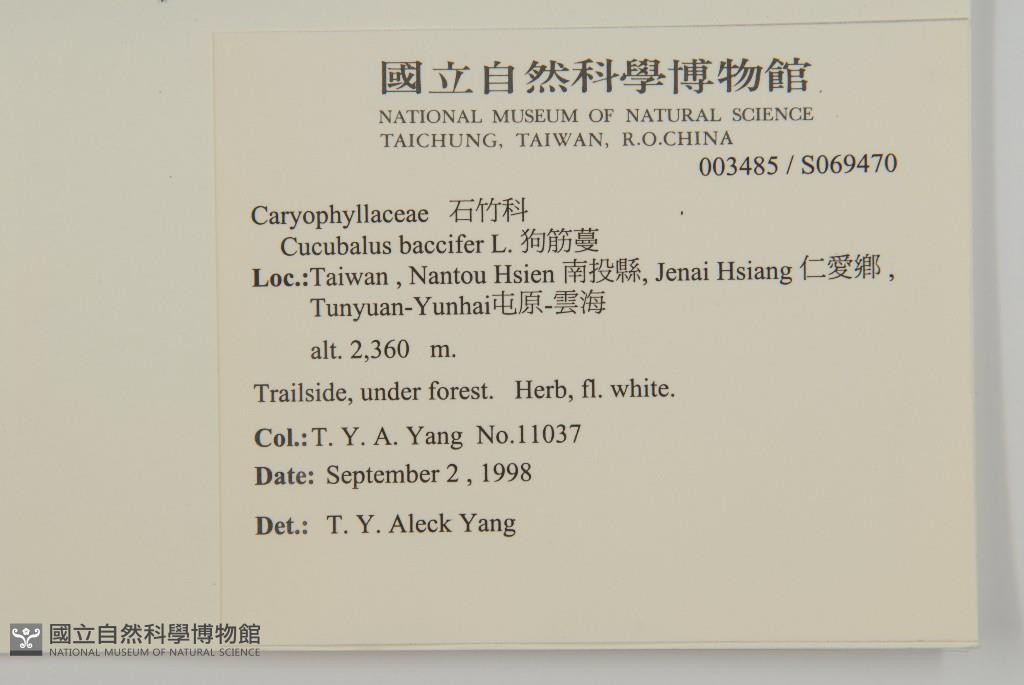 國立自然科學博物館
NATIONAL MUSEUM OF NATURAL SCIENCE
TAICHUNG, TAIWAN, R.O.CHINA
003485 / S069470
Caryophyllaceae 石竹科
Cucubalus baccifer L. 狗筋蔓
Loc.:Taiwan , Nantou Hsien 南投縣, Jenai Hsiang 仁愛鄉 ,
Tunyuan-Yunhai屯原-雲海
alt. 2,360 m.
Trailside, under forest. Herb, fl. white.
Col.: T. Y. A. Yang No.11037
Date: September 2 , 1998
Det.: T. Y. Aleck Yang
國立自然科學博物館
NATIONAL MUSEUM OF NATURAL SCIENCE